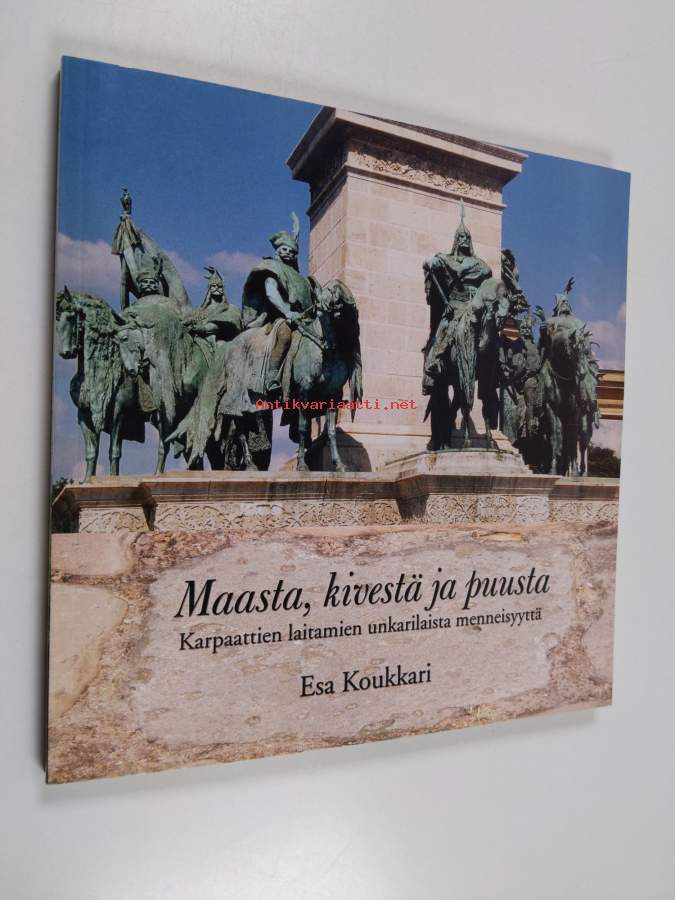 Antikvariaatti.net
Maasta, kivestä ja puusta
Karpaattien laitamien unkarilaista menneisyyttä
Esa Koukkari